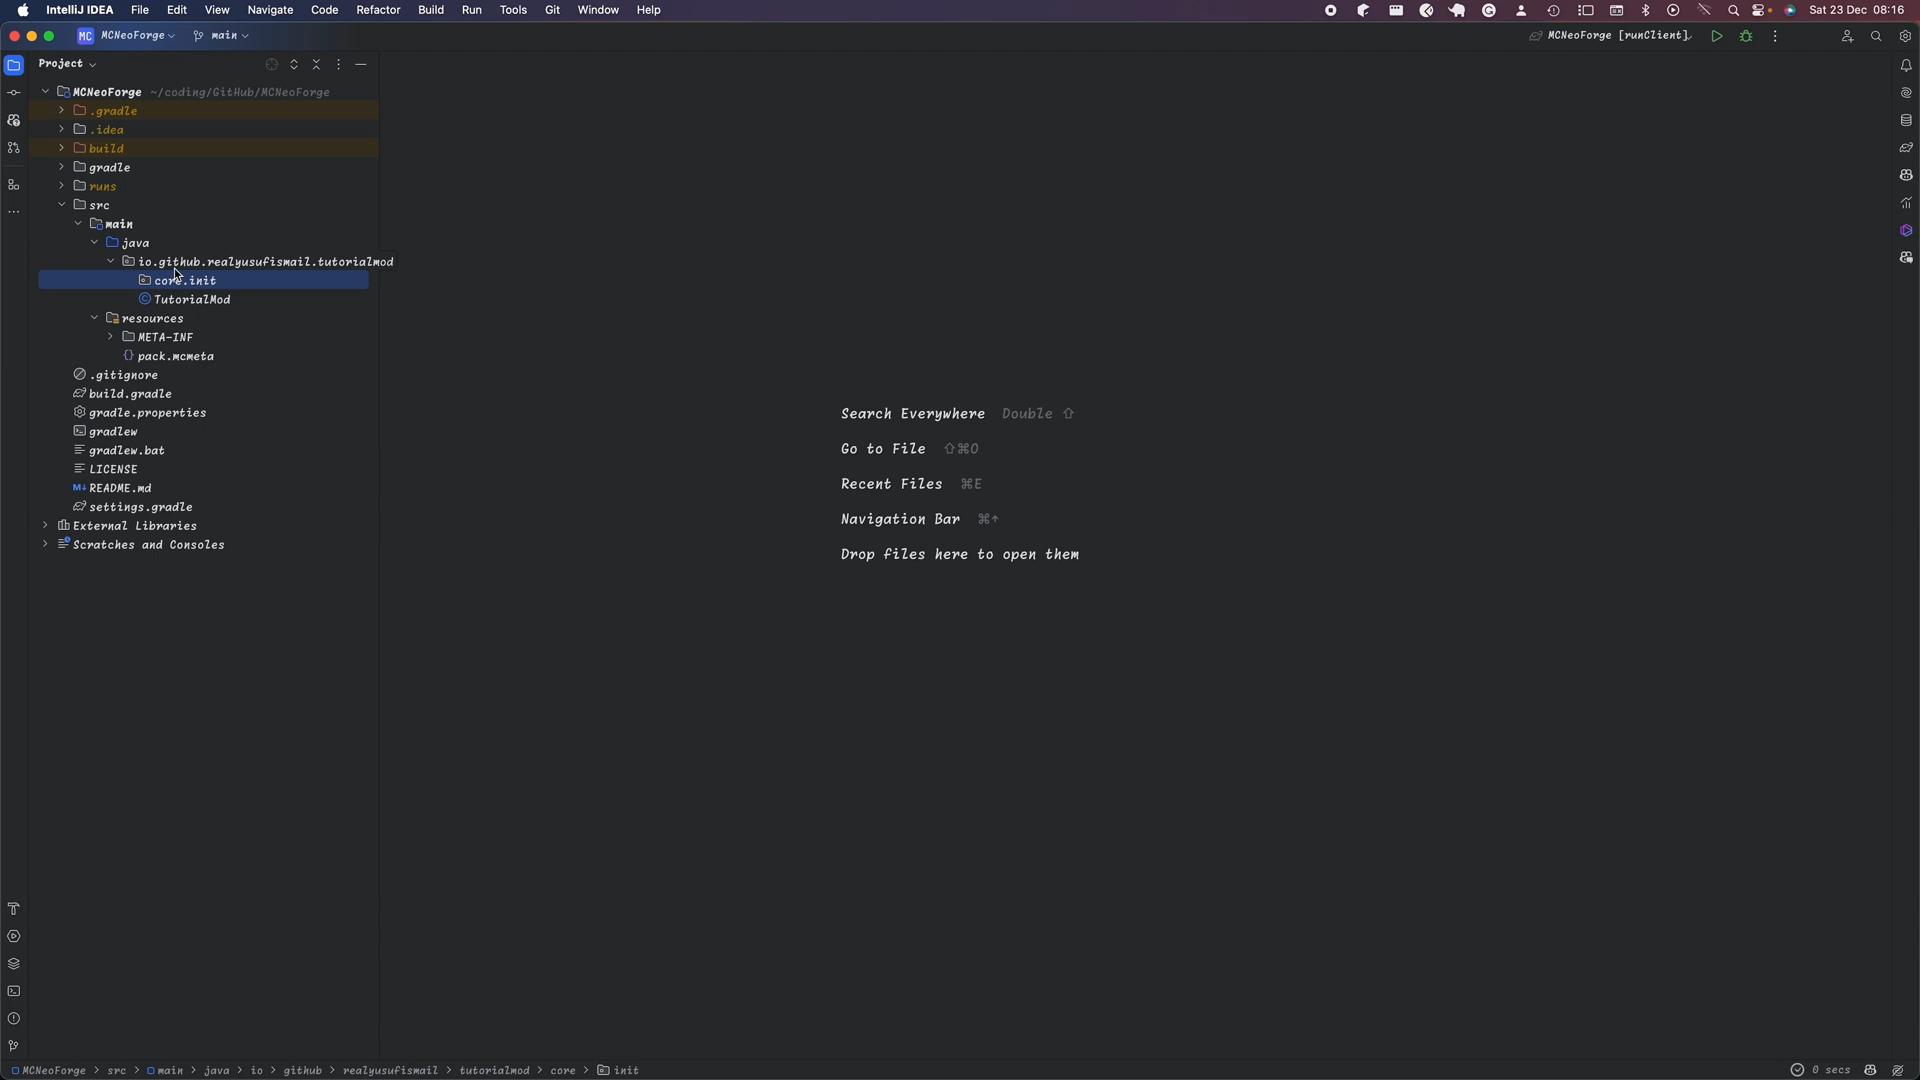 IntelliJ IDEA File Edit View Navigate Code Refactor Build Run Tools Git Window Help Sat 23 Dec 08:16
MC MCNeoForge main MCNeoForge [runClient]
Project
MCNeoForge ~/coding/GitHub/MCNeoForge
.gradle
.idea
build
gradle
runs
src
main
java
io.github.realyusufismail.tutorialmod
core.init
TutorialMod
resources
META-INF
pack.mcmeta
.gitignore
build.gradle
gradle.properties
gradlew
gradlew.bat
LICENSE
M↓ README.md
settings.gradle
External Libraries
Scratches and Consoles
Search Everywhere Double ⇧
Go to File ⇧⌘O
Recent Files ⌘E
Navigation Bar ⌘↑
Drop files here to open them
MCNeoForge > src > main > java > io > github > realyusufismail > tutorialmod > core > init 0 secs